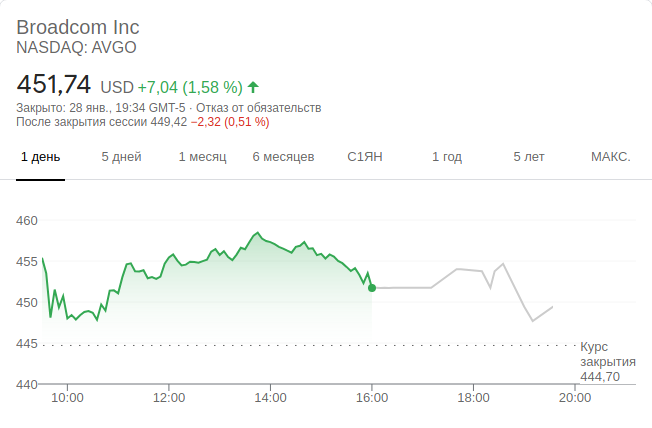 Broadcom Inc
NASDAQ: AVGO
451,74 USD +7,04 (1,58 %)
Закрыто: 28 янв., 19:34 GMT-5 · Отказ от обязательств
После закрытия сессии 449,42 −2,32 (0,51 %)
1 день 5 дней 1 месяц 6 месяцев С1ЯН 1 год 5 лет МАКС.
460
455
450
445
Курс
закрытия
444,70
440
10:00 12:00 14:00 16:00 18:00 20:00